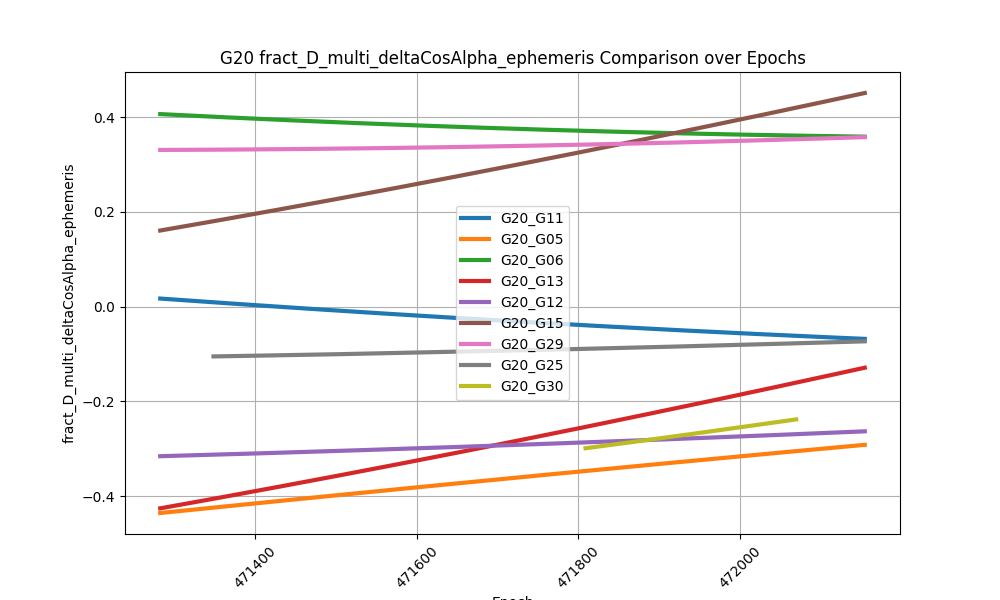 G20 fract_D_multi_deltaCosAlpha_ephemeris Comparison over Epochs
fract_D_multi_deltaCosAlpha_ephemeris
0.4
0.2
0.0
−0.2
−0.4
G20_G11
G20_G05
G20_G06
G20_G13
G20_G12
G20_G15
G20_G29
G20_G25
G20_G30
471400
471600
471800
472000
Epoch